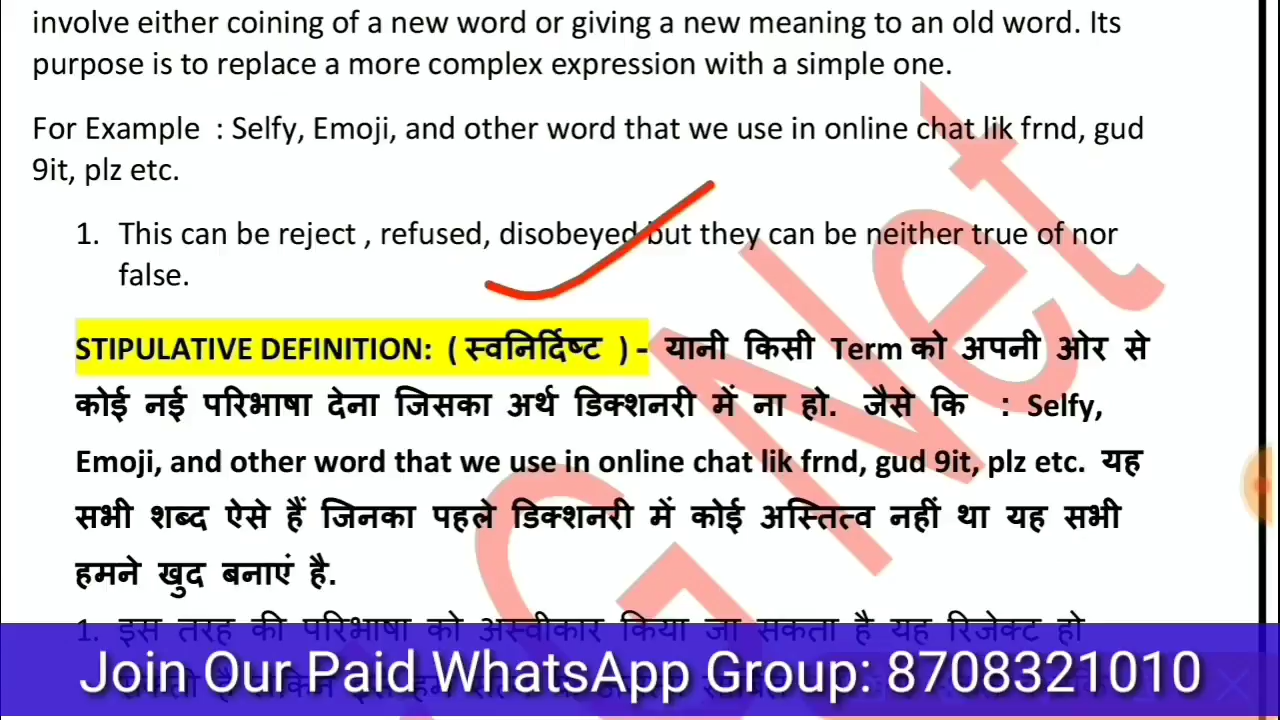 involve either coining of a new word or giving a new meaning to an old word. Its
purpose is to replace a more complex expression with a simple one.
For Example : Selfy, Emoji, and other word that we use in online chat lik frnd, gud
9it, plz etc.
1. This can be reject , refused, disobeyed but they can be neither true of nor
false.
STIPULATIVE DEFINITION: ( स्वनिर्दिष्ट ) - यानी किसी Term को अपनी ओर से
कोई नई परिभाषा देना जिसका अर्थ डिक्शनरी में ना हो. जैसे कि : Selfy,
Emoji, and other word that we use in online chat lik frnd, gud 9it, plz etc. यह
सभी शब्द ऐसे हैं जिनका पहले डिक्शनरी में कोई अस्तित्व नहीं था यह सभी
हमने खुद बनाएं है.
1. इस तरह की परिभाषा को अस्वीकार किया जा सकता है यह रिजेक्ट हो
Join Our Paid WhatsApp Group: 8708321010
G Net